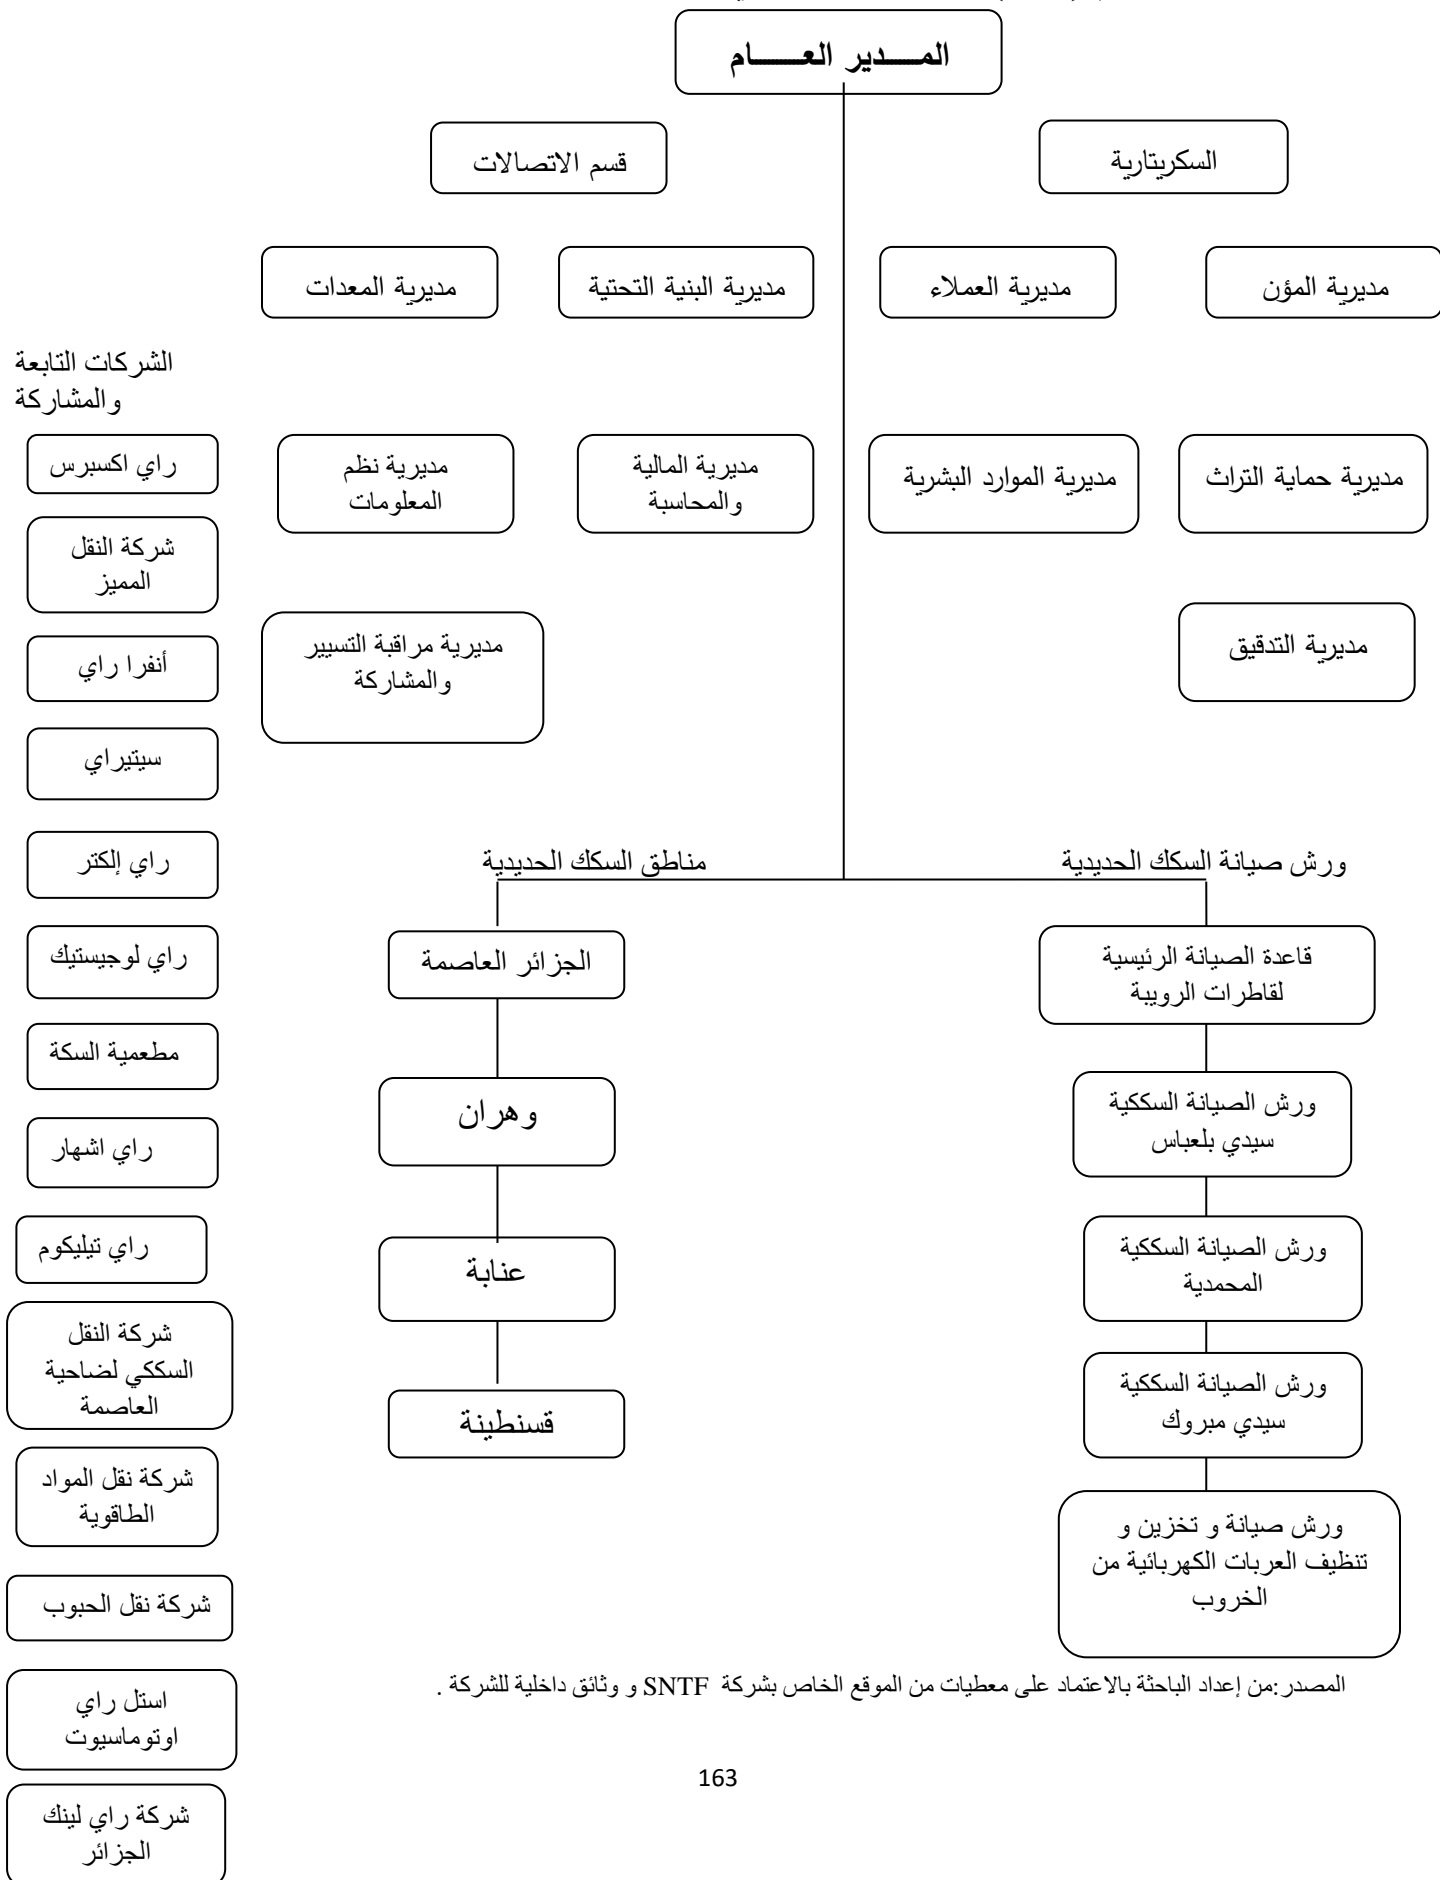 المـــــدير العـــــــام
السكريتارية
قسم الاتصالات
مديرية المؤن
مديرية العملاء
مديرية البنية التحتية
مديرية المعدات
الشركات التابعة
والمشاركة
مديرية حماية التراث
مديرية الموارد البشرية
مديرية المالية
والمحاسبة
مديرية نظم
المعلومات
مديرية التدقيق
مديرية مراقبة التسيير
والمشاركة
راي اكسبرس
شركة النقل
المميز
أنفرا راي
سيتيراي
راي إلكتر
راي لوجيستيك
مطعمية السكة
راي اشهار
راي تيليكوم
شركة النقل
السككي لضاحية
العاصمة
شركة نقل المواد
الطاقوية
شركة نقل الحبوب
استل راي
اوتوماسيوت
شركة راي لينك
الجزائر
ورش صيانة السكك الحديدية
قاعدة الصيانة الرئيسية
لقاطرات الرويبة
ورش الصيانة السككية
سيدي بلعباس
ورش الصيانة السككية
المحمدية
ورش الصيانة السككية
سيدي مبروك
ورش صيانة و تخزين و
تنظيف العربات الكهربائية من
الخروب
مناطق السكك الحديدية
الجزائر العاصمة
وهران
عنابة
قسنطينة
المصدر:من إعداد الباحثة بالاعتماد على معطيات من الموقع الخاص بشركة SNTF و وثائق داخلية للشركة .
163